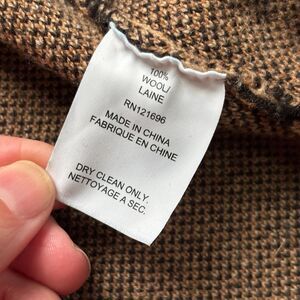 100%
WOOL/
LAINE
RN121696
MADE IN CHINA
FABRIQUE EN CHINE
DRY CLEAN ONLY.
NETTOYAGE A SEC.